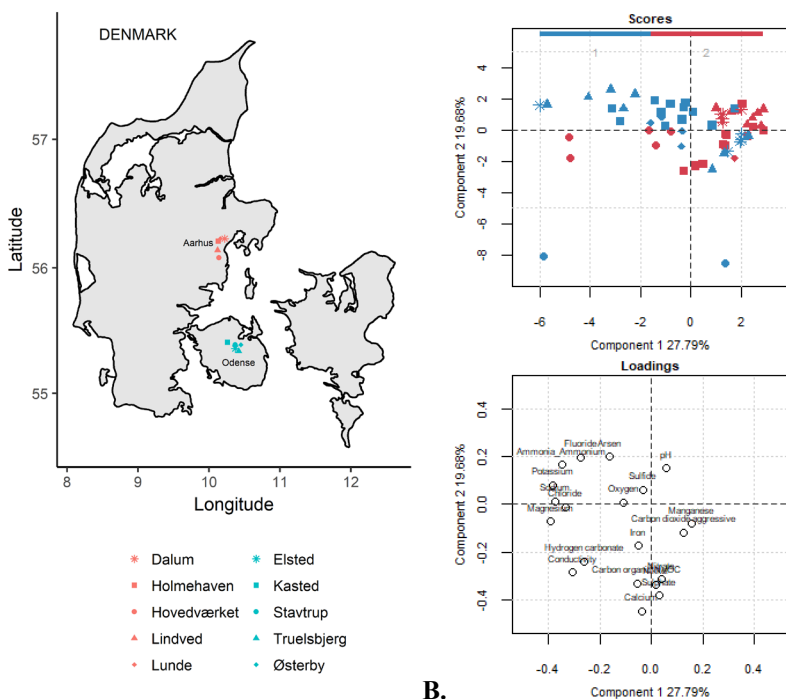 DENMARK
57
56
55
Latitude
Aarhus
Odense
8 9 10 11 12
Longitude
Dalum
Holmehaven
Hovedværket
Lindved
Lunde
Elsted
Kasted
Stavtrup
Truelsbjerg
Østerby
B.
Scores
1 2
4
2
0
-2
-4
-6
-8
Component 2 19.68%
-6 -4 -2 0 2
Component 1 27.79%
Loadings
0.4
0.2
0.0
-0.2
-0.4
Component 2 19.68%
FluorideArsen
Ammonia_Ammonium
pH
Potassium
Sulfide
Sodium
Oxygen
Chloride
Magnesium
Manganese
Carbon dioxide aggressive
Iron
Hydrogen carbonate
Conductivity
Carbon organic
Calcium
-0.4 -0.2 0.0 0.2 0.4
Component 1 27.79%